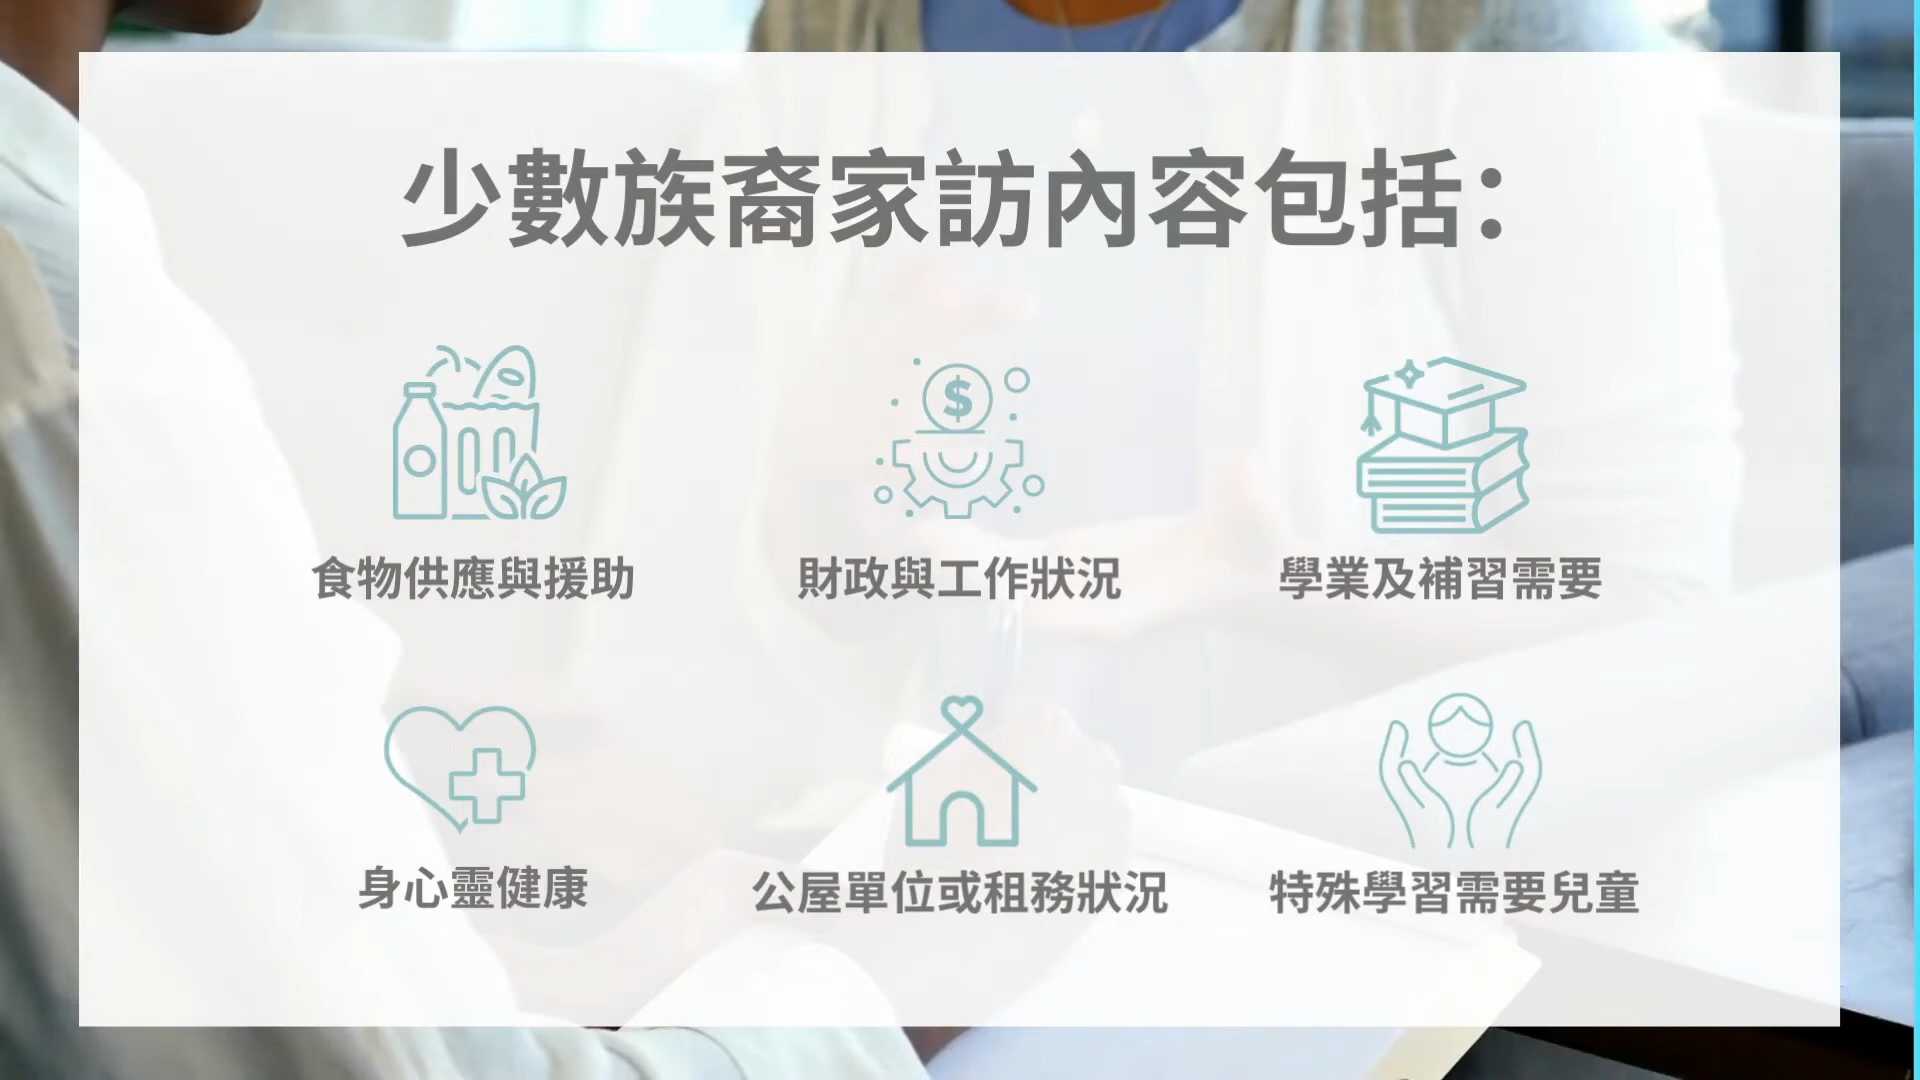 少數族裔家訪內容包括：
食物供應與援助
財政與工作狀況
學業及補習需要
身心靈健康
公屋單位或租務狀況
特殊學習需要兒童